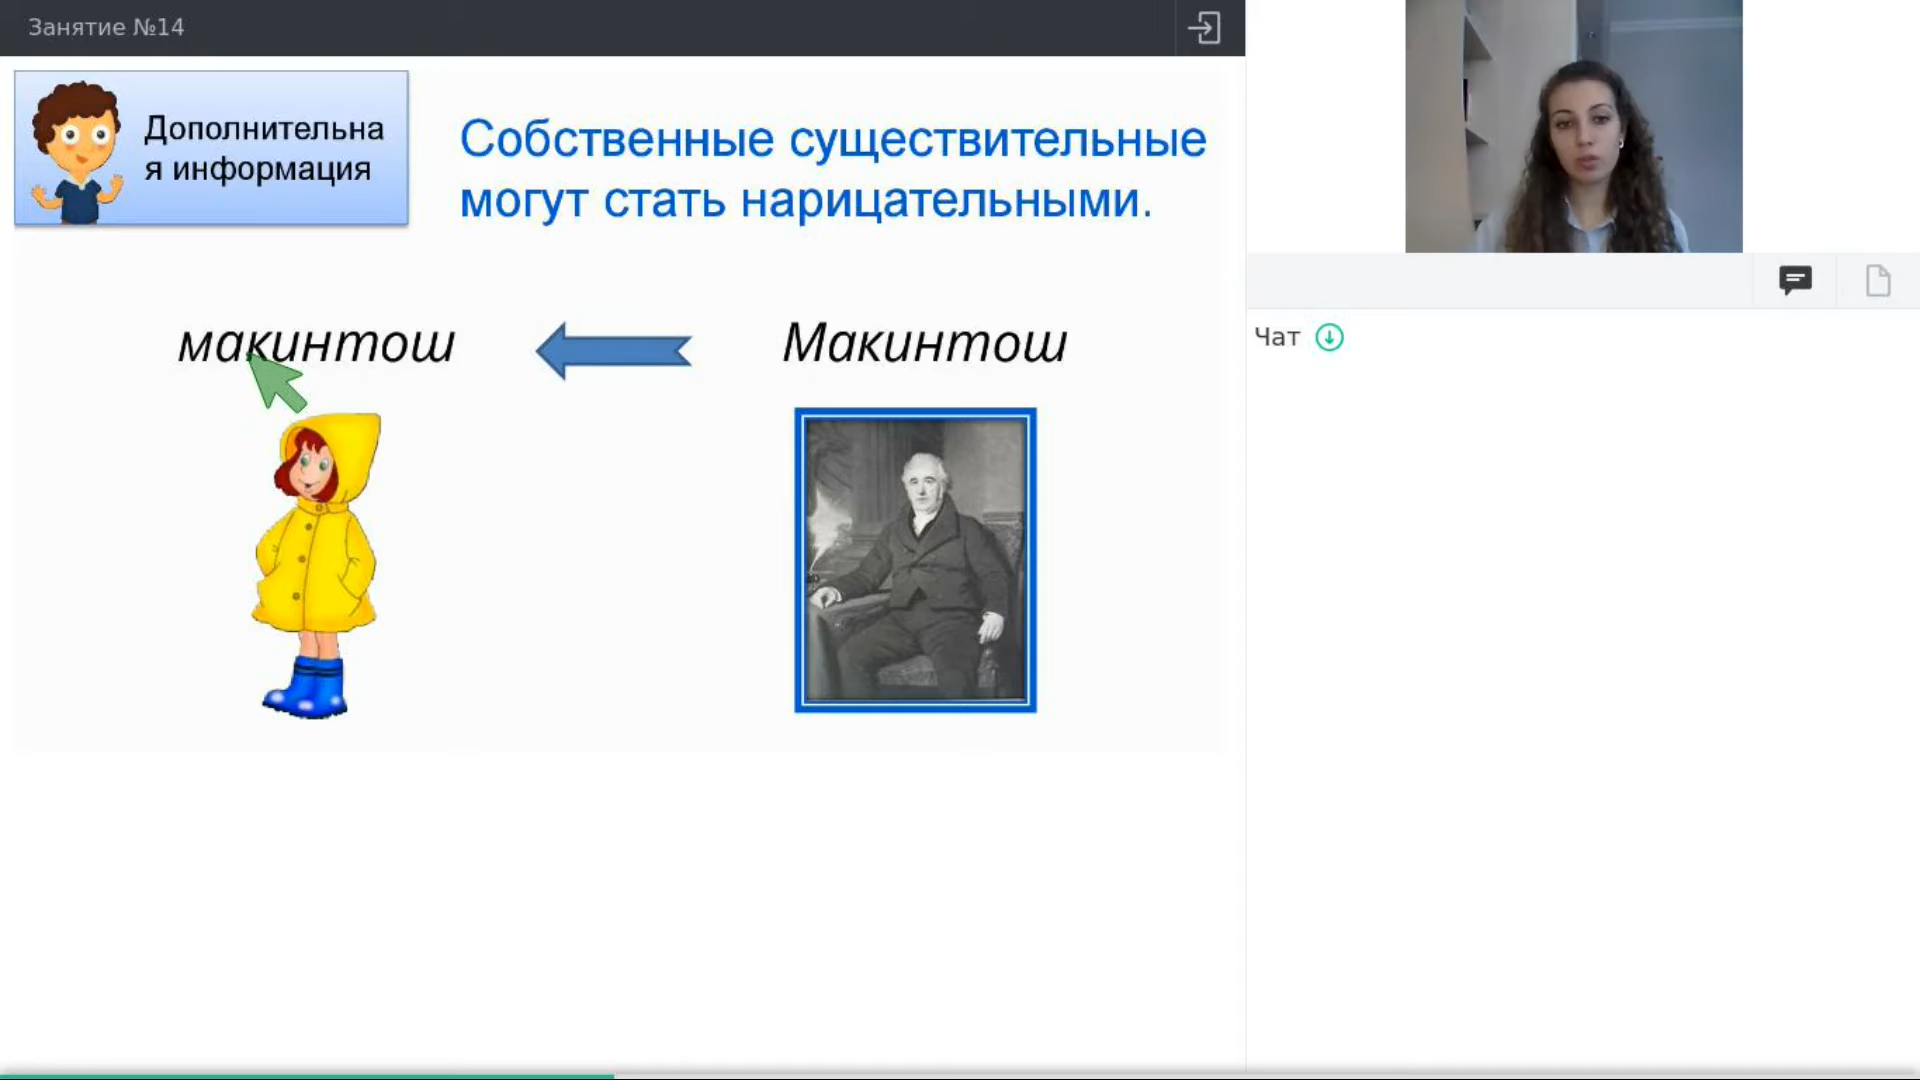 Занятие №14
Дополнительна
я информация
Собственные существительные
могут стать нарицательными.
макинтош
Макинтош
Чат